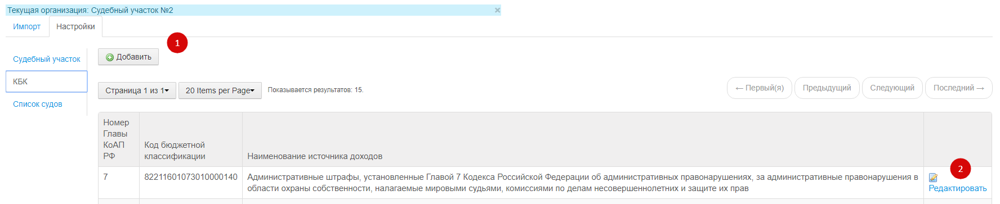 Текущая организация: Судебный участок №2 ×
Импорт Настройки
1
Судебный участок
Добавить
КБК
Страница 1 из 1 20 Items per Page Показывается результатов: 15.
← Первый(я) Предыдущий Следующий Последний →
Список судов
Номер
Главы
КоАП
РФ
Код бюджетной
классификации
Наименование источника доходов
7
82211601073010000140
Административные штрафы, установленные Главой 7 Кодекса Российской Федерации об административных правонарушениях, за административные правонарушения в
области охраны собственности, налагаемые мировыми судьями, комиссиями по делам несовершеннолетних и защите их прав
2
Редактировать